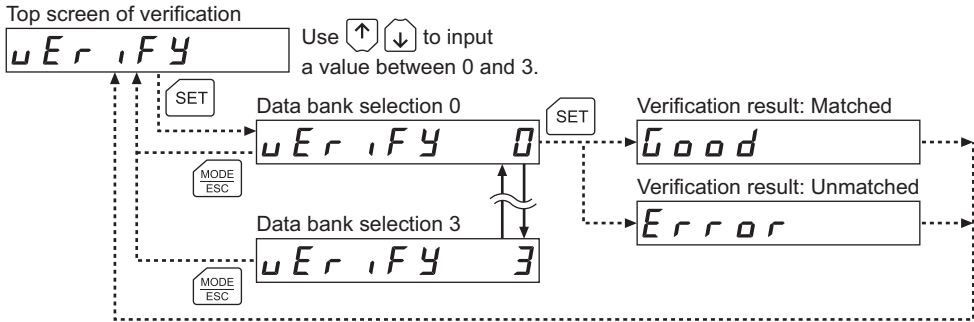 Top screen of verification
uEriFY
Use ↑ ↓ to input
a value between 0 and 3.
SET
Data bank selection 0
uEriFY 0
SET
Verification result: Matched
Good
MODE
ESC
Verification result: Unmatched
Error
Data bank selection 3
uEriFY 3
MODE
ESC